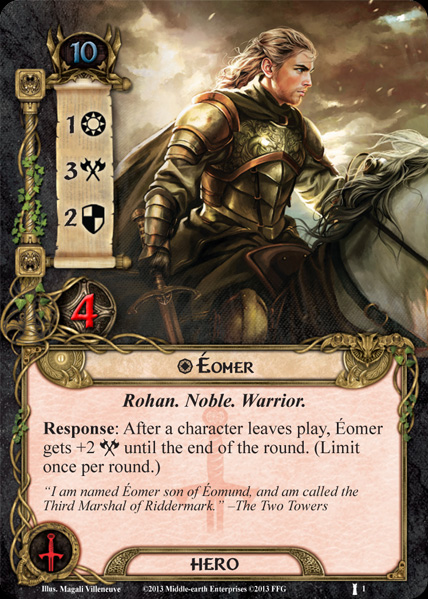 10
1
3
2
4
Éomer
Rohan. Noble. Warrior.
Response: After a character leaves play, Éomer
gets +2 until the end of the round. (Limit
once per round.)
“I am named Éomer son of Éomund, and am called the
Third Marshal of Riddermark.” –The Two Towers
HERO
Illus. Magali Villeneuve ©2013 Middle-earth Enterprises ©2013 FFG 1